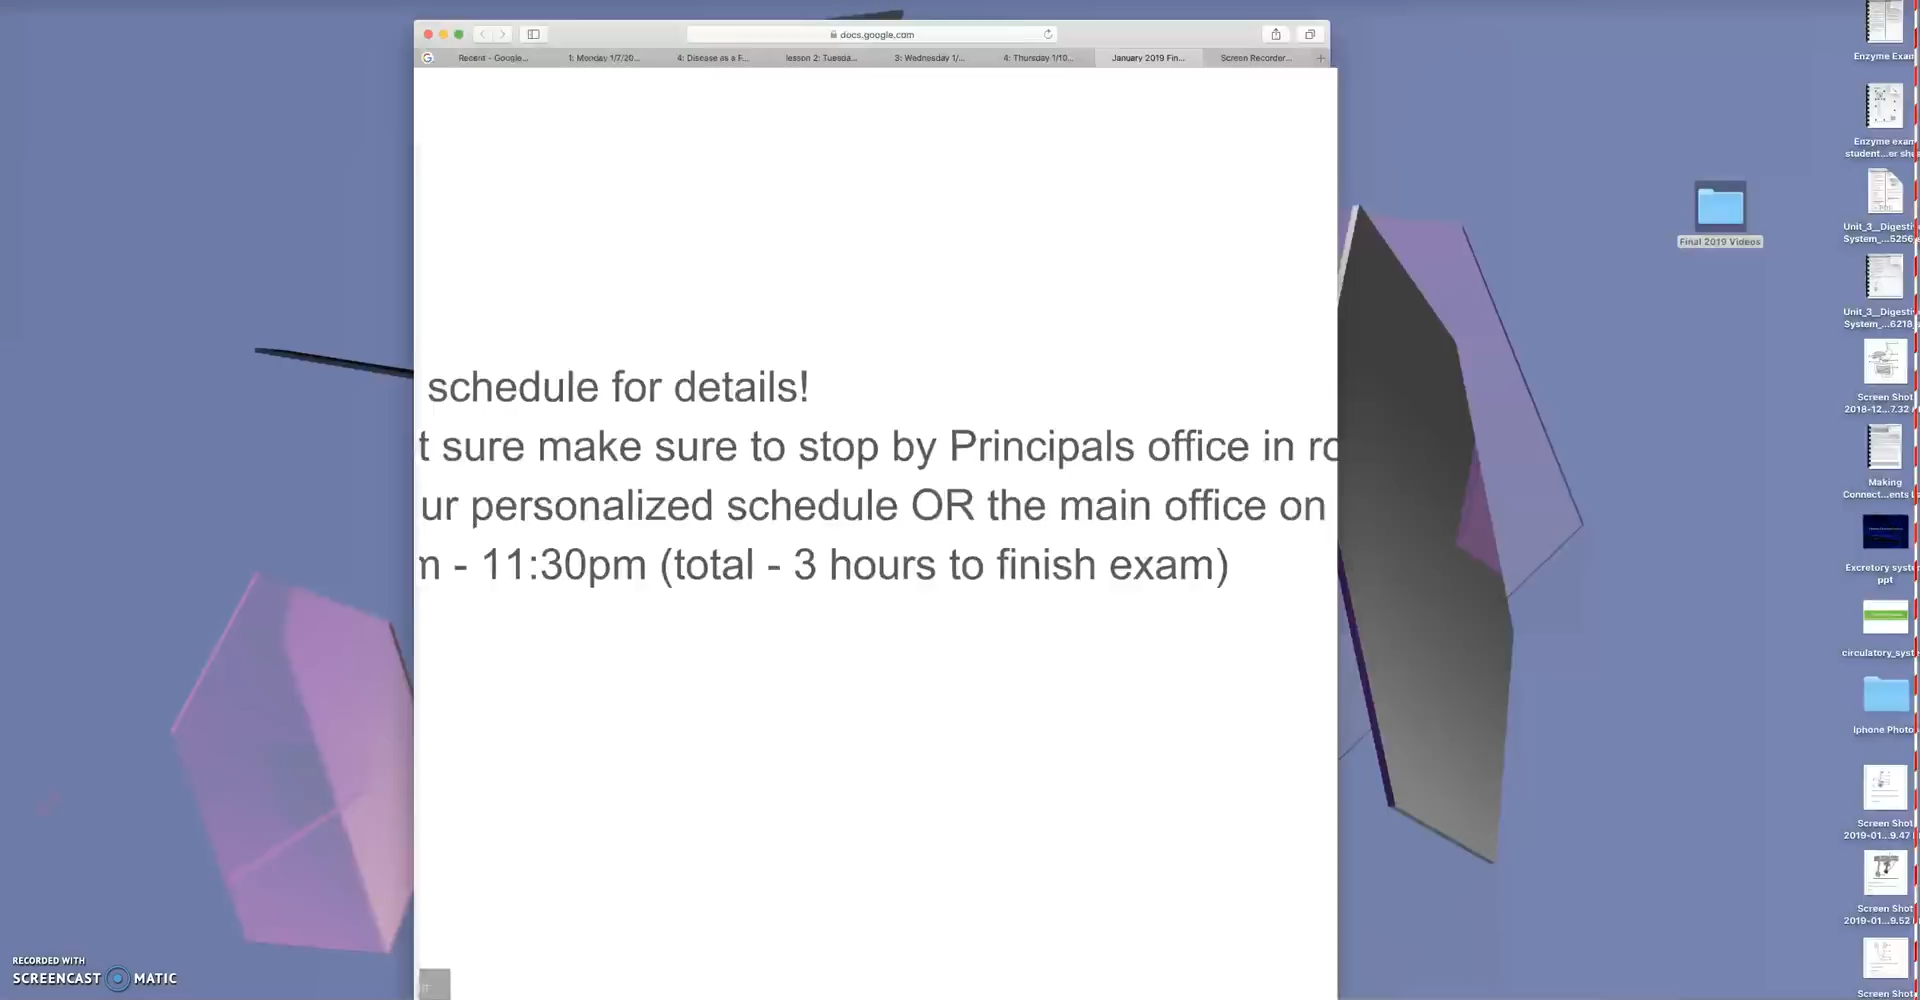 docs.google.com
Recent - Google...
1: Monday 1/7/20...
4: Disease as a F...
lesson 2: Tuesda...
3: Wednesday 1/...
4: Thursday 1/10...
January 2019 Fin...
Screen Recorder...
schedule for details!
t sure make sure to stop by Principals office in ro
ur personalized schedule OR the main office on
m - 11:30pm (total - 3 hours to finish exam)
Final 2019 Videos
Enzyme Exam
Enzyme exam
student...er she
Unit_3__Digesti
System_...5256
Unit_3__Digesti
System_...6218
Screen Shot
2018-12...7.32
Making
Connect...ents
Excretory syste
ppt
circulatory_syst
Iphone Photo
Screen Shot
2019-01...9.47
Screen Shot
2019-01...9.52
Screen Shot
RECORDED WITH
SCREENCAST MATIC